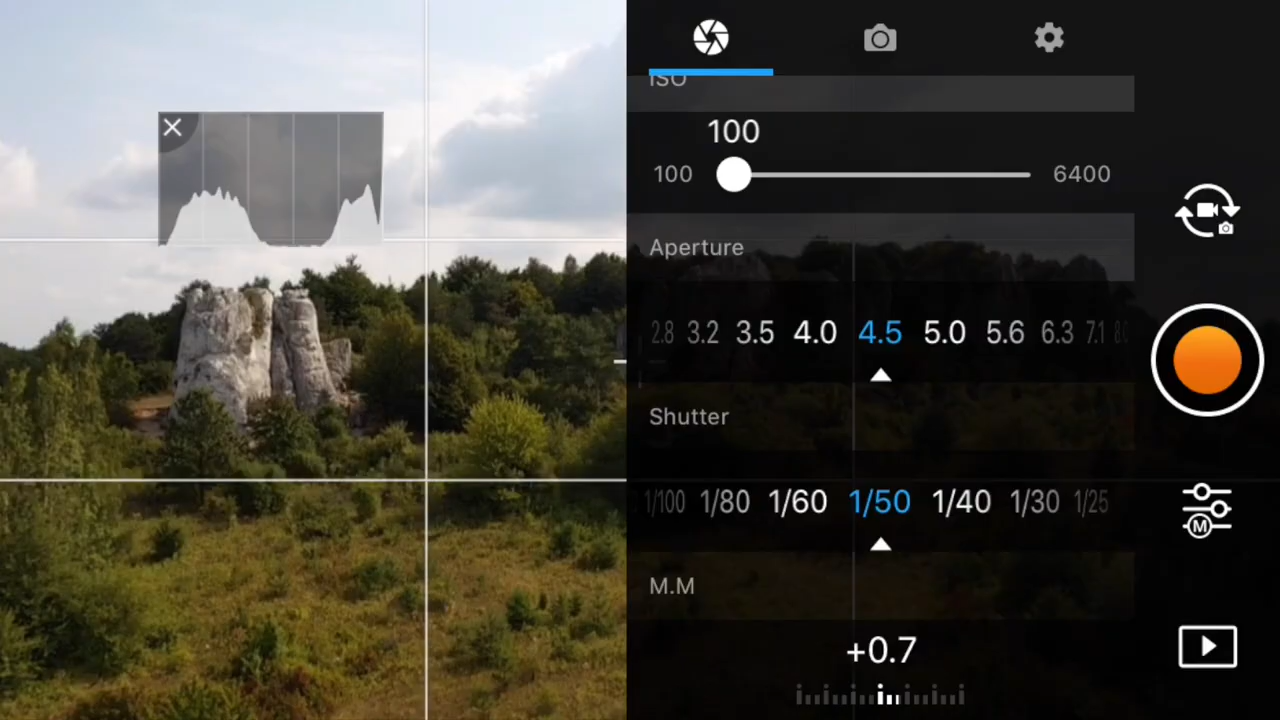 ISO
100
100 6400
Aperture
2.8 3.2 3.5 4.0 4.5 5.0 5.6 6.3 7.1 8.0
Shutter
1/100 1/80 1/60 1/50 1/40 1/30 1/25
M.M
+0.7
M